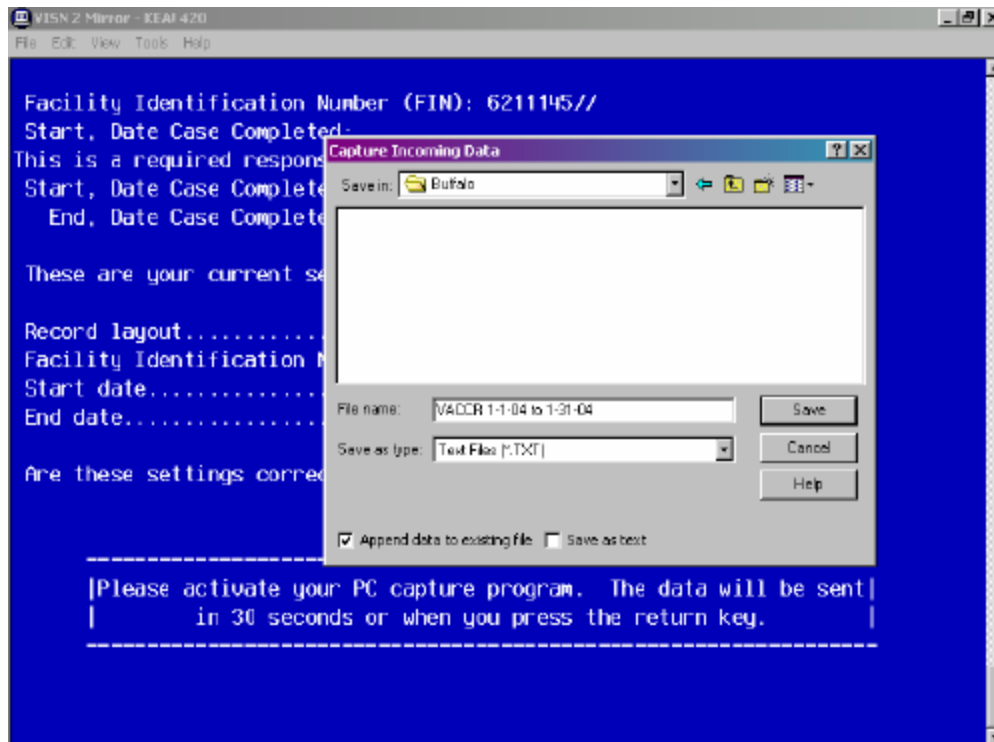 VISN 2 Mirror - KEA! 420
File Edit View Tools Help
Facility Identification Number (FIN): 6211145//
Start, Date Case Completed:
This is a required respons
Start, Date Case Complete
End, Date Case Complete
These are your current se
Record layout............
Facility Identification N
Start date................
End date................
Are these settings correc
Capture Incoming Data
Save in: Buffalo
File name: VACCR 1-1-04 to 1-31-04
Save
Save as type: Text Files (*.TXT)
Cancel
Help
Append data to existing file Save as text
|Please activate your PC capture program. The data will be sent|
| in 30 seconds or when you press the return key. |